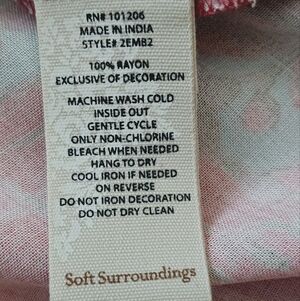 RN# 101206
MADE IN INDIA
STYLE# 2EMB2
100% RAYON
EXCLUSIVE OF DECORATION
MACHINE WASH COLD
INSIDE OUT
GENTLE CYCLE
ONLY NON-CHLORINE
BLEACH WHEN NEEDED
HANG TO DRY
COOL IRON IF NEEDED
ON REVERSE
DO NOT IRON DECORATION
DO NOT DRY CLEAN
Soft Surroundings